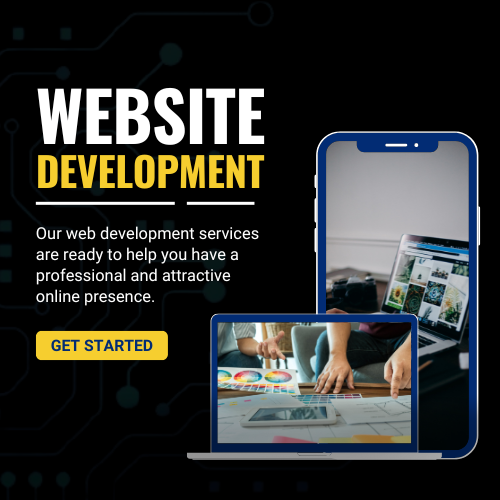 WEBSITE
DEVELOPMENT
Our web development services
are ready to help you have a
professional and attractive
online presence.
GET STARTED